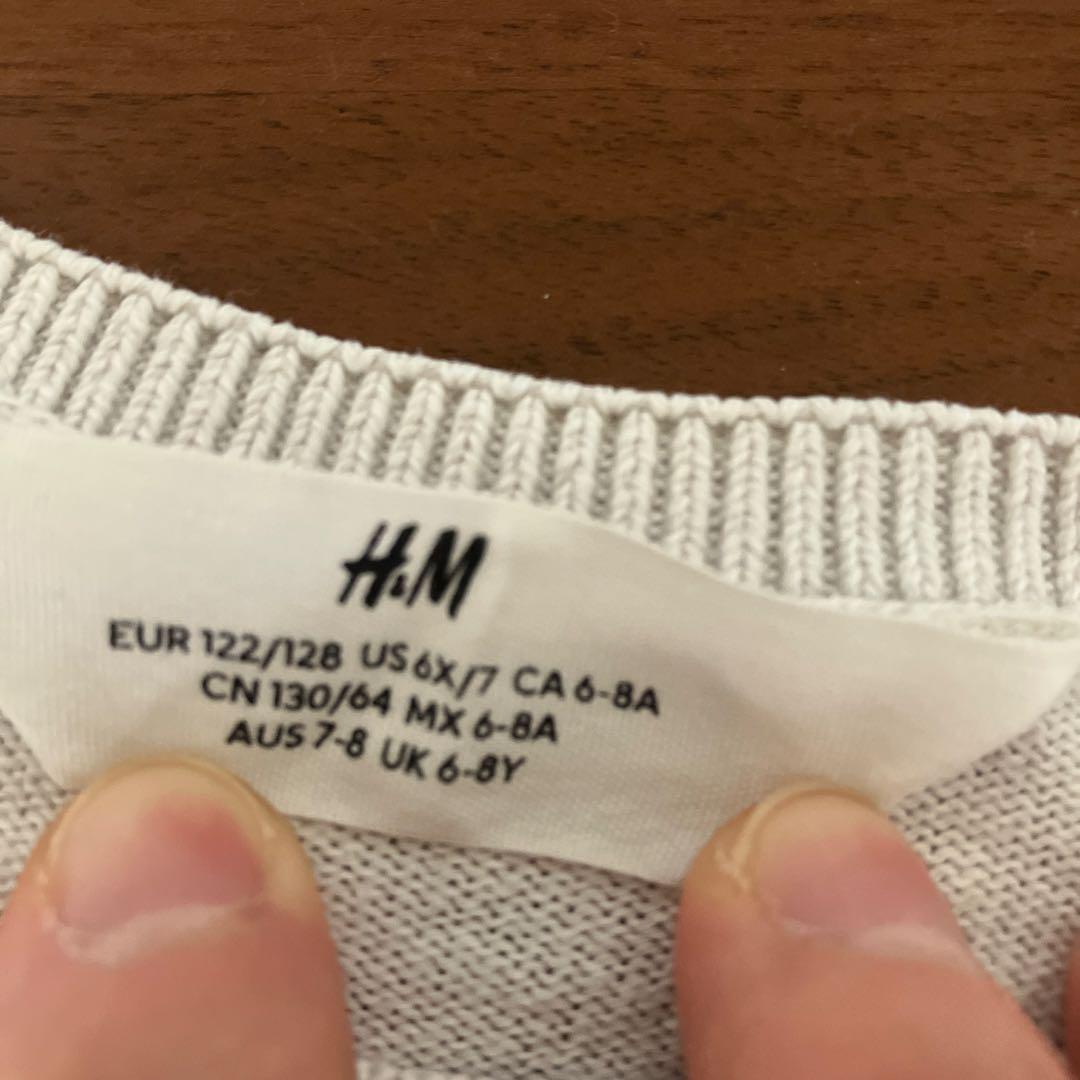 H&M
EUR 122/128 US 6X/7 CA 6-8A
CN 130/64 MX 6-8A
AUS 7-8 UK 6-8Y